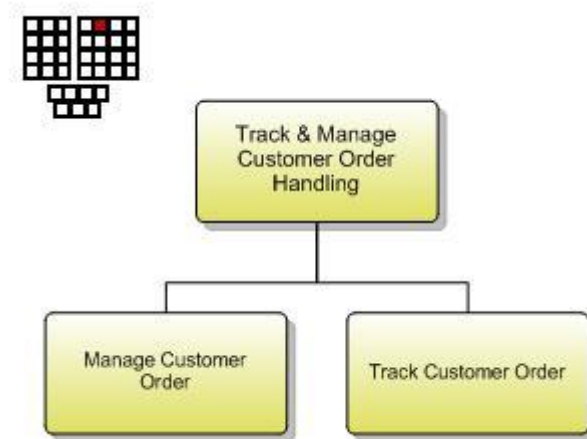 Track & Manage
Customer Order
Handling
Manage Customer
Order
Track Customer Order